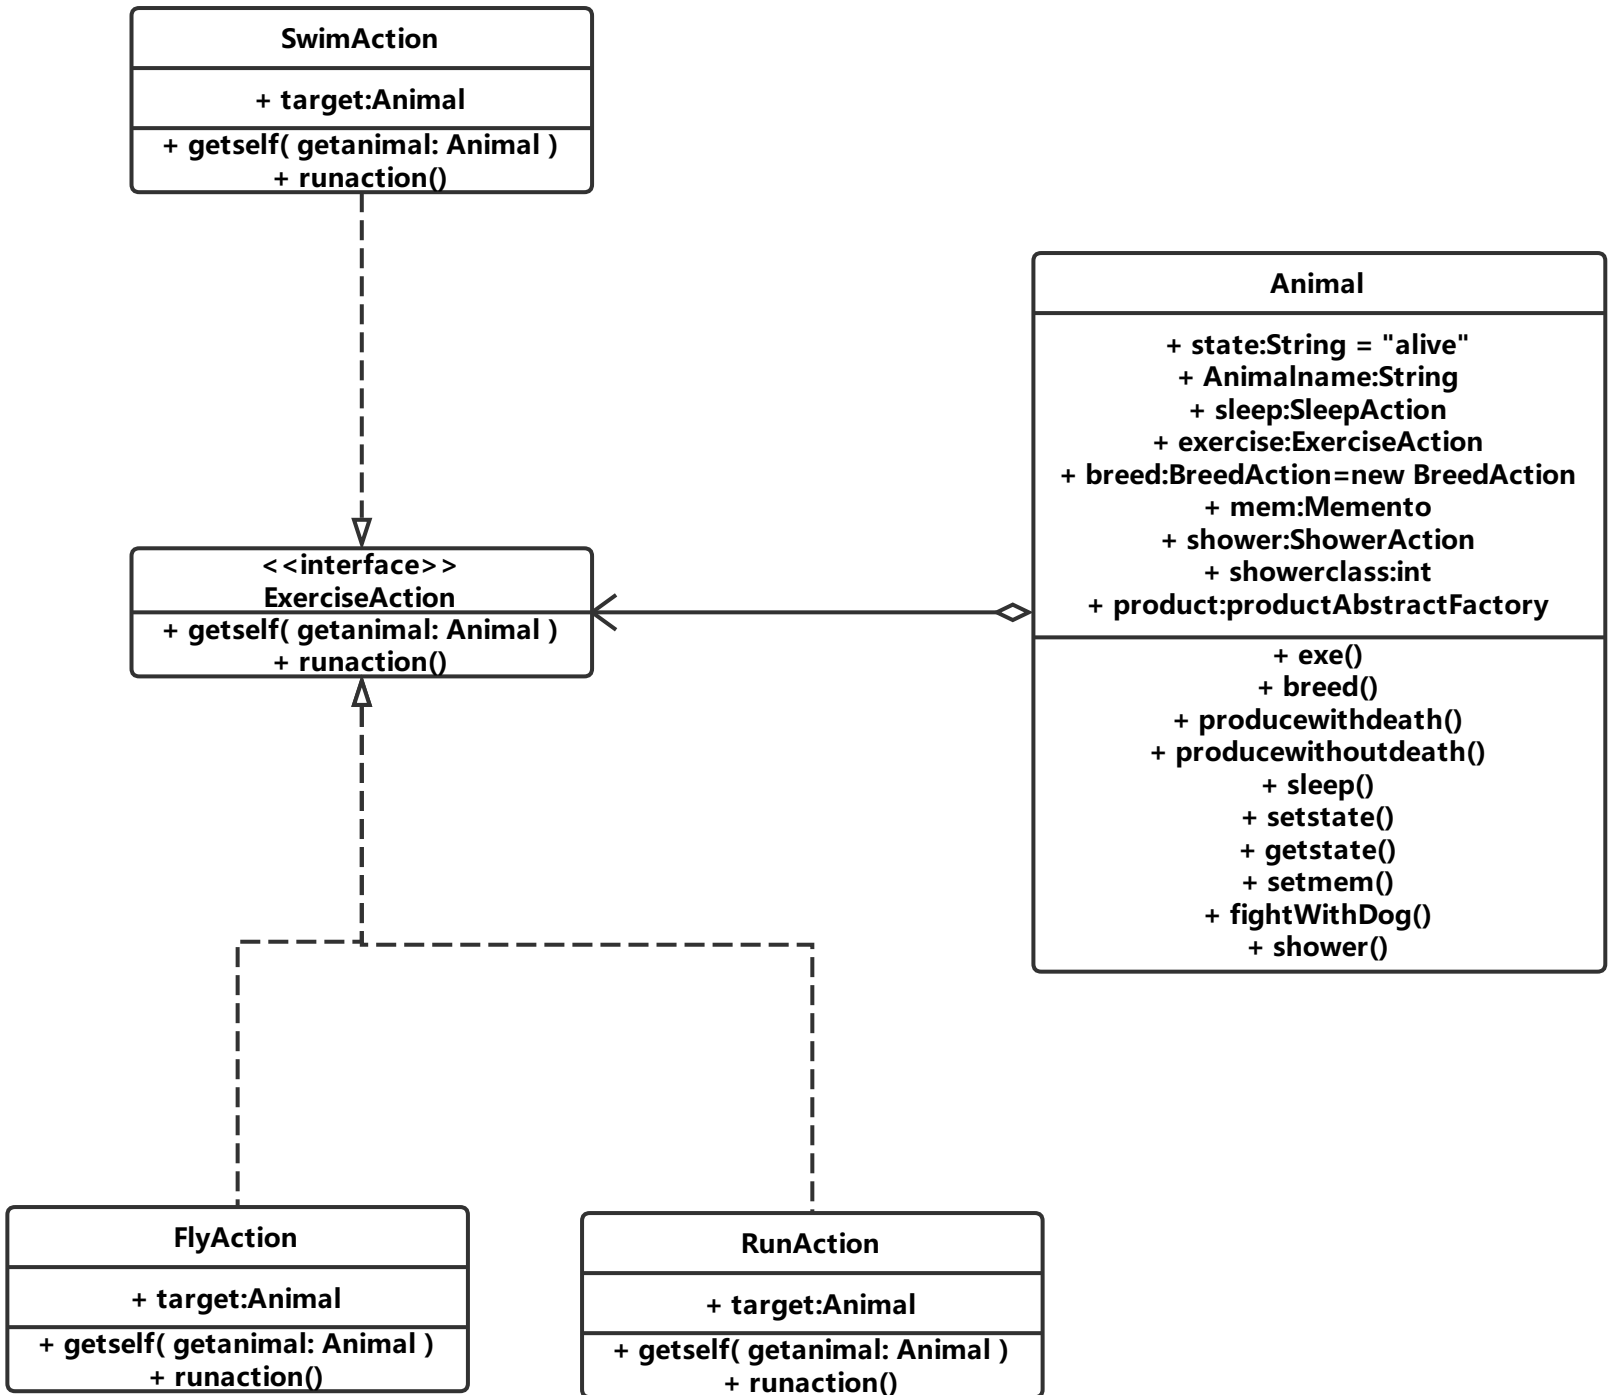 SwimAction
+ target:Animal
+ getself( getanimal: Animal )
+ runaction()
Animal
+ state:String = "alive"
+ Animalname:String
+ sleep:SleepAction
+ exercise:ExerciseAction
+ breed:BreedAction=new BreedAction
+ mem:Memento
+ shower:ShowerAction
+ showerclass:int
+ product:productAbstractFactory
+ exe()
+ breed()
+ producewithdeath()
+ producewithoutdeath()
+ sleep()
+ setstate()
+ getstate()
+ setmem()
+ fightWithDog()
+ shower()
<<interface>>
ExerciseAction
+ getself( getanimal: Animal )
+ runaction()
FlyAction
+ target:Animal
+ getself( getanimal: Animal )
+ runaction()
RunAction
+ target:Animal
+ getself( getanimal: Animal )
+ runaction()